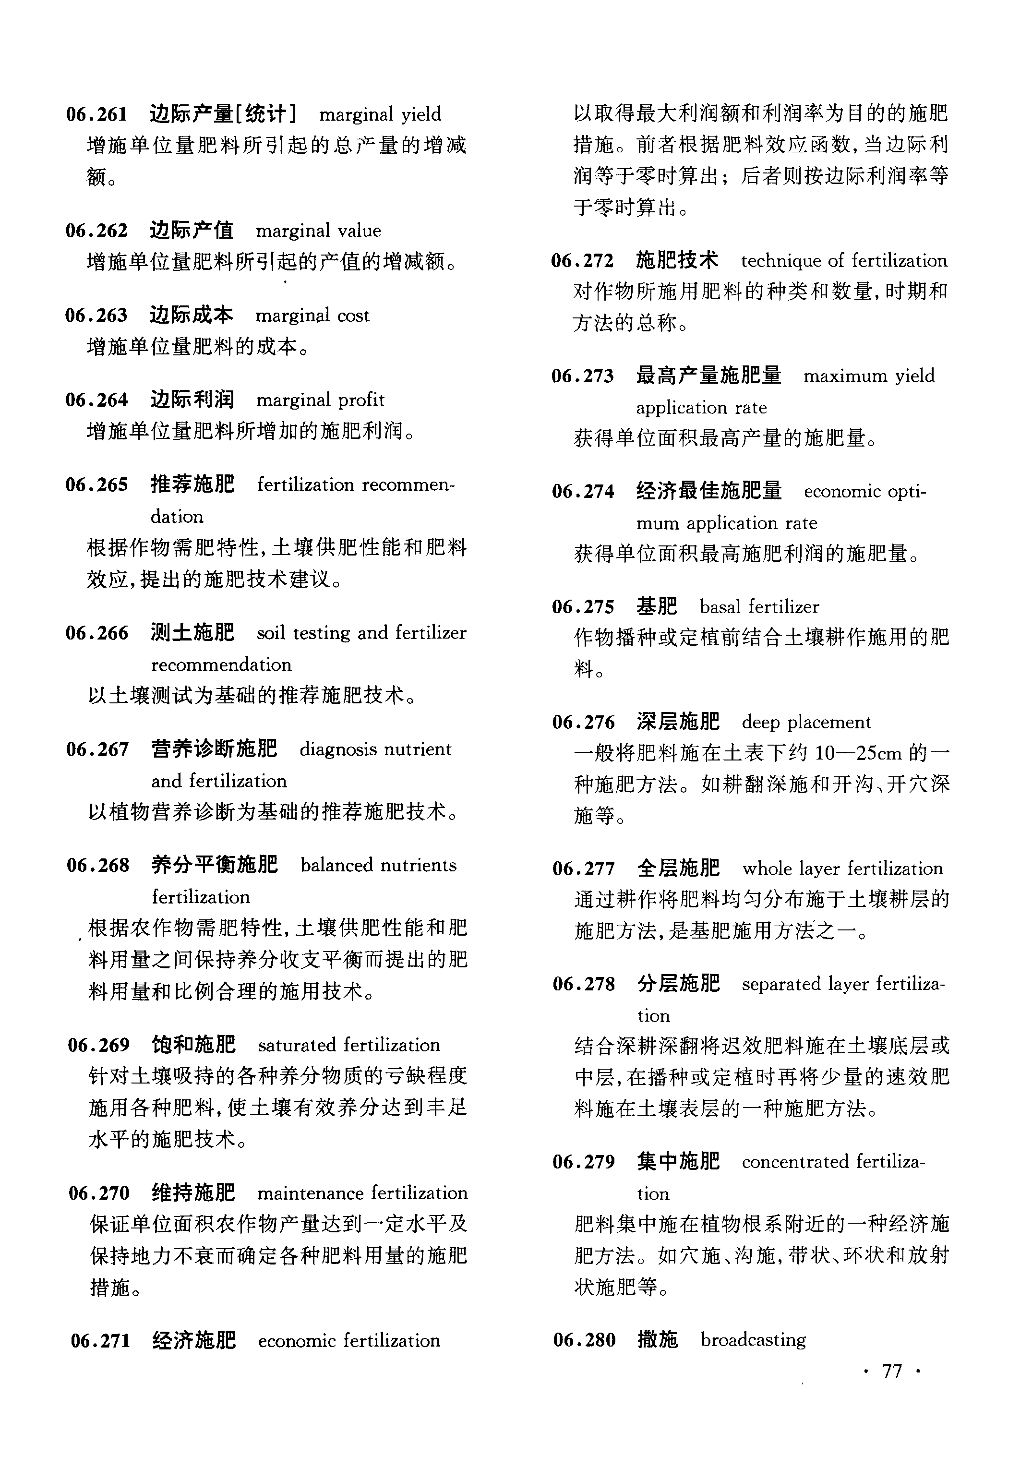 06.261 边际产量[统计] marginal yield
增施单位量肥料所引起的总产量的增减
额。
06.262 边际产值 marginal value
增施单位量肥料所引起的产值的增减额。
06.263 边际成本 marginal cost
增施单位量肥料的成本。
06.264 边际利润 marginal profit
增施单位量肥料所增加的施肥利润。
06.265 推荐施肥 fertilization recommen-
dation
根据作物需肥特性,土壤供肥性能和肥料
效应,提出的施肥技术建议。
06.266 测土施肥 soil testing and fertilizer
recommendation
以土壤测试为基础的推荐施肥技术。
06.267 营养诊断施肥 diagnosis nutrient
and fertilization
以植物营养诊断为基础的推荐施肥技术。
06.268 养分平衡施肥 balanced nutrients
fertilization
根据农作物需肥特性,土壤供肥性能和肥
料用量之间保持养分收支平衡而提出的肥
料用量和比例合理的施用技术。
06.269 饱和施肥 saturated fertilization
针对土壤吸持的各种养分物质的亏缺程度
施用各种肥料,使土壤有效养分达到丰足
水平的施肥技术。
06.270 维持施肥 maintenance fertilization
保证单位面积农作物产量达到一定水平及
保持地力不衰而确定各种肥料用量的施肥
措施。
06.271 经济施肥 economic fertilization
以取得最大利润额和利润率为目的的施肥
措施。前者根据肥料效应函数,当边际利
润等于零时算出；后者则按边际利润率等
于零时算出。
06.272 施肥技术 technique of fertilization
对作物所施用肥料的种类和数量,时期和
方法的总称。
06.273 最高产量施肥量 maximum yield
application rate
获得单位面积最高产量的施肥量。
06.274 经济最佳施肥量 economic opti-
mum application rate
获得单位面积最高施肥利润的施肥量。
06.275 基肥 basal fertilizer
作物播种或定植前结合土壤耕作施用的肥
料。
06.276 深层施肥 deep placement
一般将肥料施在土表下约 10—25cm 的一
种施肥方法。如耕翻深施和开沟、开穴深
施等。
06.277 全层施肥 whole layer fertilization
通过耕作将肥料均匀分布施于土壤耕层的
施肥方法,是基肥施用方法之一。
06.278 分层施肥 separated layer fertiliza-
tion
结合深耕深翻将迟效肥料施在土壤底层或
中层,在播种或定植时再将少量的速效肥
料施在土壤表层的一种施肥方法。
06.279 集中施肥 concentrated fertiliza-
tion
肥料集中施在植物根系附近的一种经济施
肥方法。如穴施、沟施,带状、环状和放射
状施肥等。
06.280 撒施 broadcasting
· 77 ·